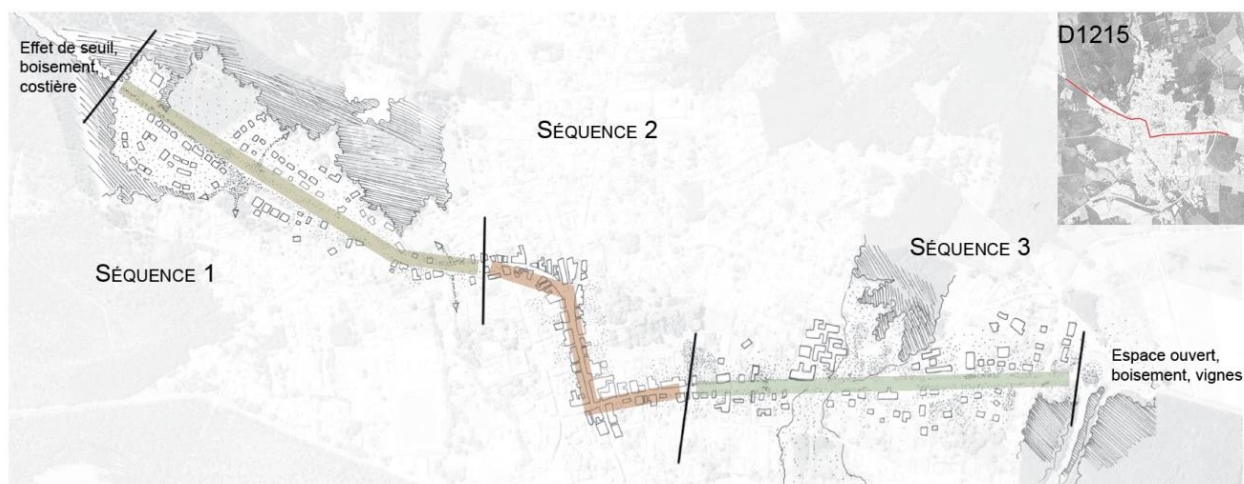 Effet de seuil,
boisement,
costière
D1215
SÉQUENCE 2
SÉQUENCE 1
SÉQUENCE 3
Espace ouvert,
boisement, vignes